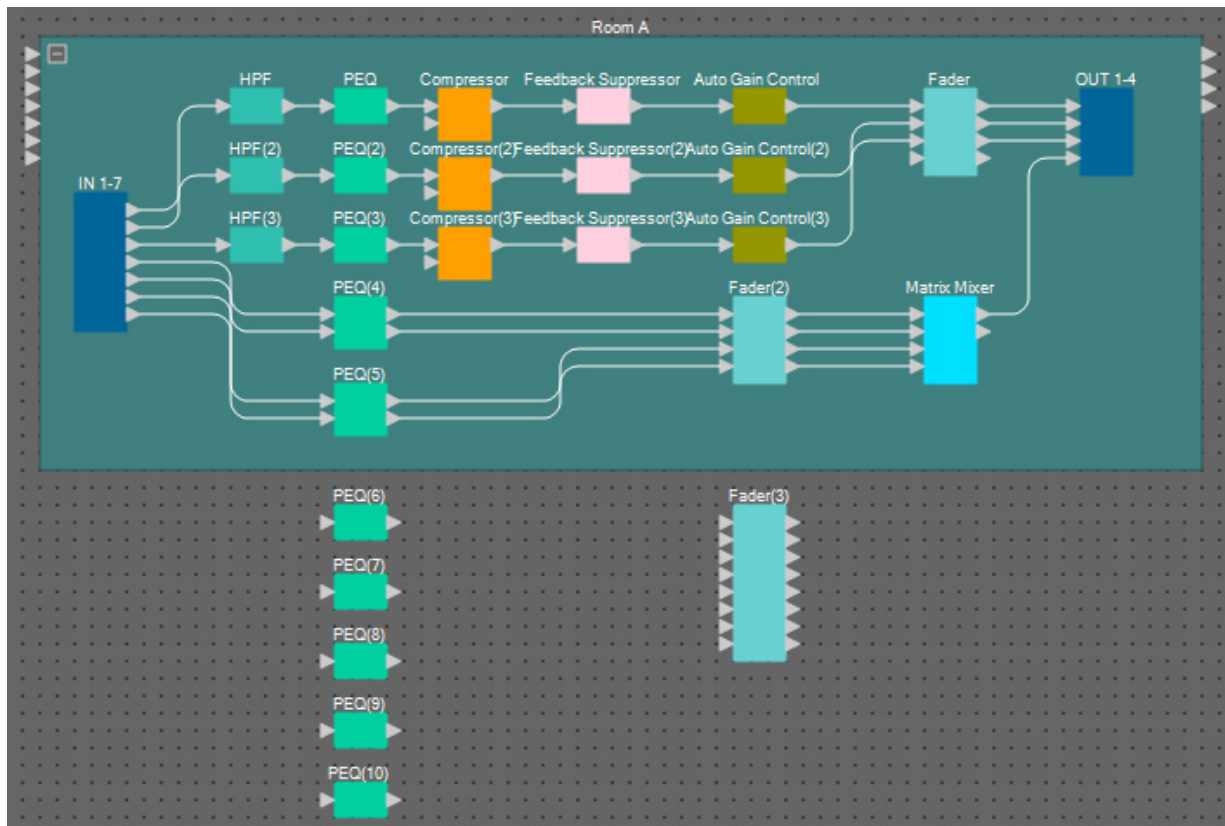 Room A
HPF PEQ Compressor Feedback Suppressor Auto Gain Control Fader OUT 1-4
HPF(2) PEQ(2) Compressor(2) Feedback Suppressor(2) Auto Gain Control(2)
IN 1-7
HPF(3) PEQ(3) Compressor(3) Feedback Suppressor(3) Auto Gain Control(3)
PEQ(4) Fader(2) Matrix Mixer
PEQ(5)
PEQ(6) Fader(3)
PEQ(7)
PEQ(8)
PEQ(9)
PEQ(10)